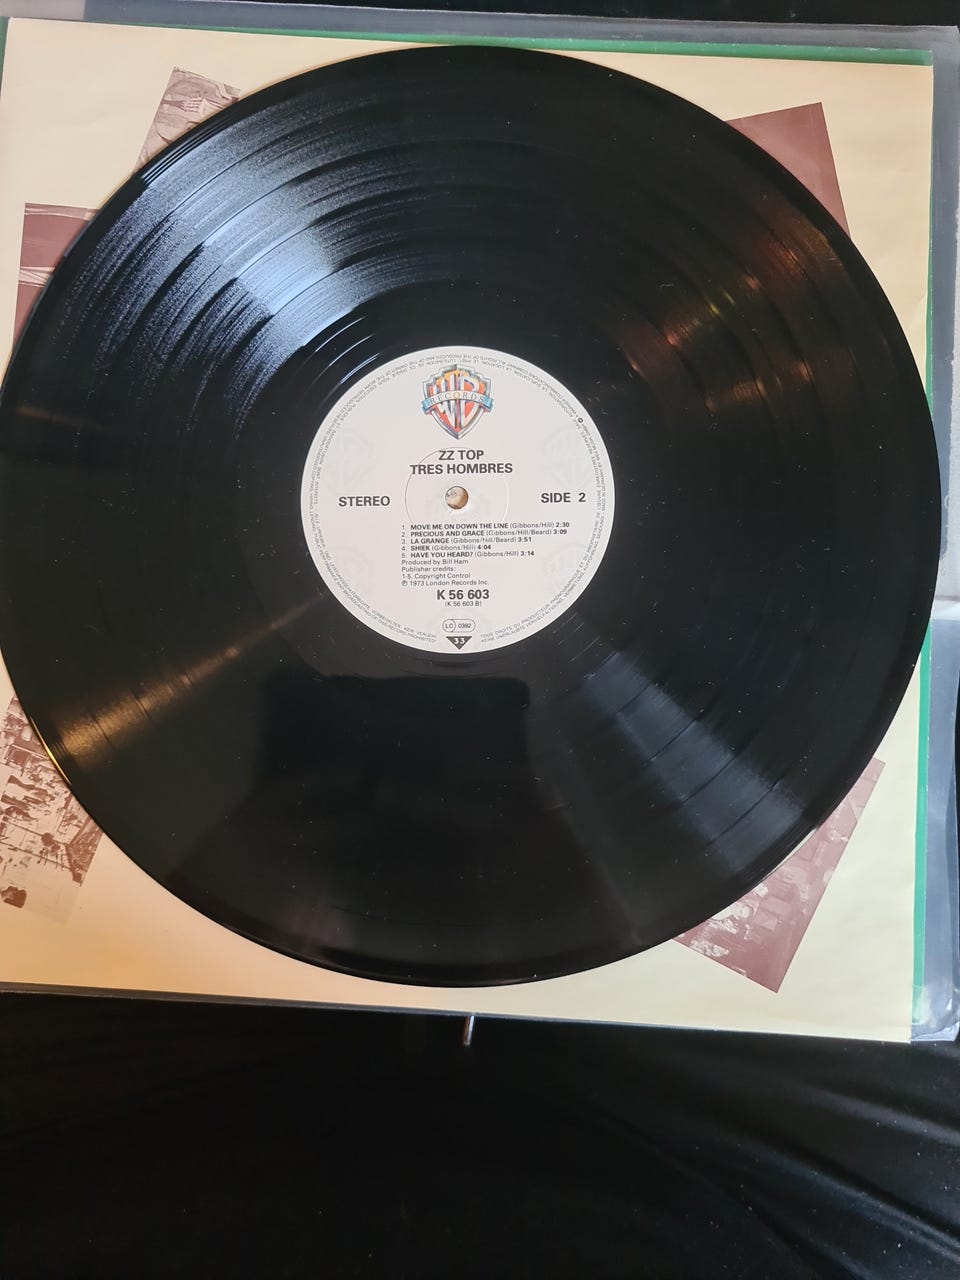 RECORDS
ZZ TOP
TRES HOMBRES
STEREO
SIDE 2
1. MOVE ME ON DOWN THE LINE (Gibbons/Hill) 2:30
2. PRECIOUS AND GRACE (Gibbons/Hill/Beard) 3:09
3. LA GRANGE (Gibbons/Hill/Beard) 3:51
4. SHIEK (Gibbons/Hill) 4:04
5. HAVE YOU HEARD? (Gibbons/Hill) 3:14
Produced by Bill Ham
Publisher credits:
1-5. Copyright Control
℗ 1973 London Records Inc.
K 56 603
(K 56 603 B)
LC 0392
33